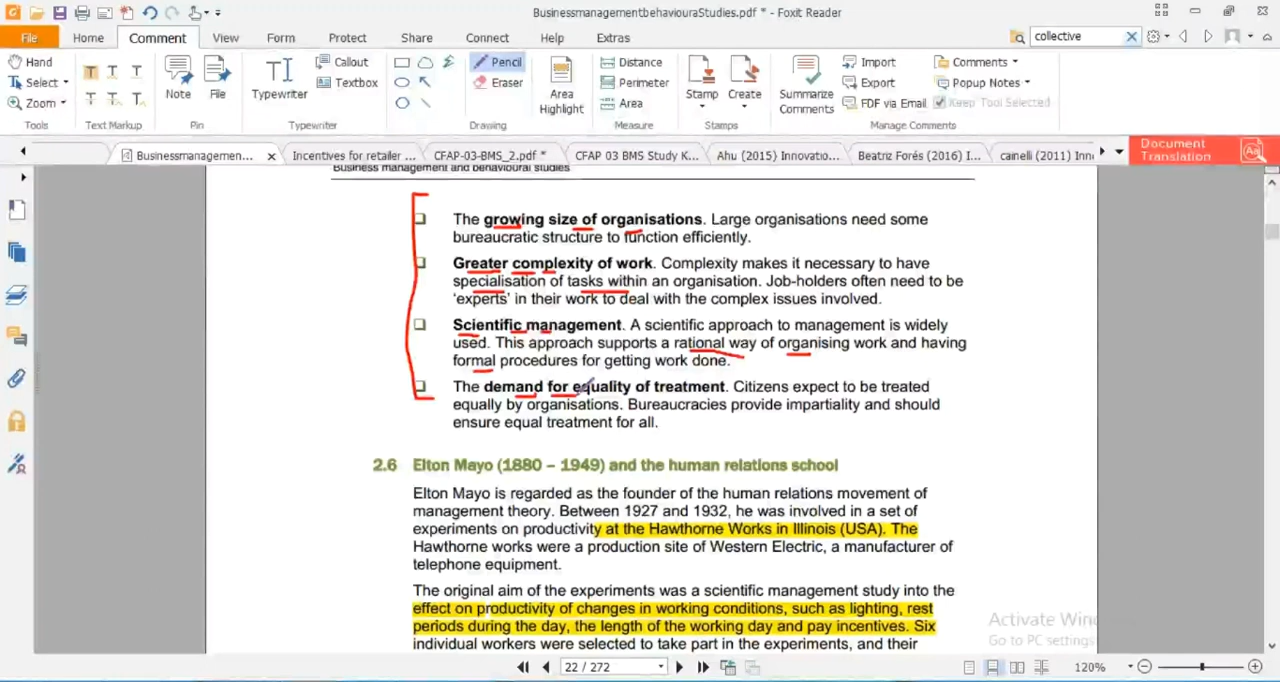 BusinessmanagementbehaviouraStudies.pdf * - Foxit Reader
File Home Comment View Form Protect Share Connect Help Extras collective
Hand Select Zoom Tools
Text Markup
Note File Pin
Typewriter Callout Textbox Typewriter
Pencil Eraser Drawing
Area Highlight Distance Perimeter Area Measure
Stamp Create Stamps
Summarize Comments Import Export FDF via Email Comments Popup Notes Keep Tool Selected Manage Comments
Businessmanagemen... Incentives for retailer ... CFAP-03-BMS_2.pdf * CFAP 03 BMS Study K... Ahu (2015) Innovatio... Beatriz Forés (2016) I... cainelli (2011) Inn
Document Translation
Business management and behavioural studies
❑ The growing size of organisations. Large organisations need some
bureaucratic structure to function efficiently.
❑ Greater complexity of work. Complexity makes it necessary to have
specialisation of tasks within an organisation. Job-holders often need to be
‘experts’ in their work to deal with the complex issues involved.
❑ Scientific management. A scientific approach to management is widely
used. This approach supports a rational way of organising work and having
formal procedures for getting work done.
❑ The demand for equality of treatment. Citizens expect to be treated
equally by organisations. Bureaucracies provide impartiality and should
ensure equal treatment for all.
2.6 Elton Mayo (1880 – 1949) and the human relations school
Elton Mayo is regarded as the founder of the human relations movement of
management theory. Between 1927 and 1932, he was involved in a set of
experiments on productivity at the Hawthorne Works in Illinois (USA). The
Hawthorne works were a production site of Western Electric, a manufacturer of
telephone equipment.
The original aim of the experiments was a scientific management study into the
effect on productivity of changes in working conditions, such as lighting, rest
periods during the day, the length of the working day and pay incentives. Six
individual workers were selected to take part in the experiments, and their
Activate Win
Go to PC settings
22 / 272 120%